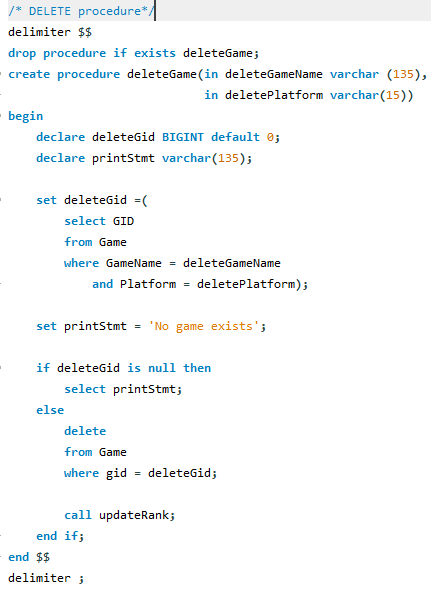 /* DELETE procedure*/
delimiter $$
drop procedure if exists deleteGame;
create procedure deleteGame(in deleteGameName varchar (135),
                            in deletePlatform varchar(15))
begin
    declare deleteGid BIGINT default 0;
    declare printStmt varchar(135);

    set deleteGid =(
        select GID
        from Game
        where GameName = deleteGameName
            and Platform = deletePlatform);

    set printStmt = 'No game exists';

    if deleteGid is null then
        select printStmt;
    else
        delete
        from Game
        where gid = deleteGid;

        call updateRank;
    end if;
end $$
delimiter ;